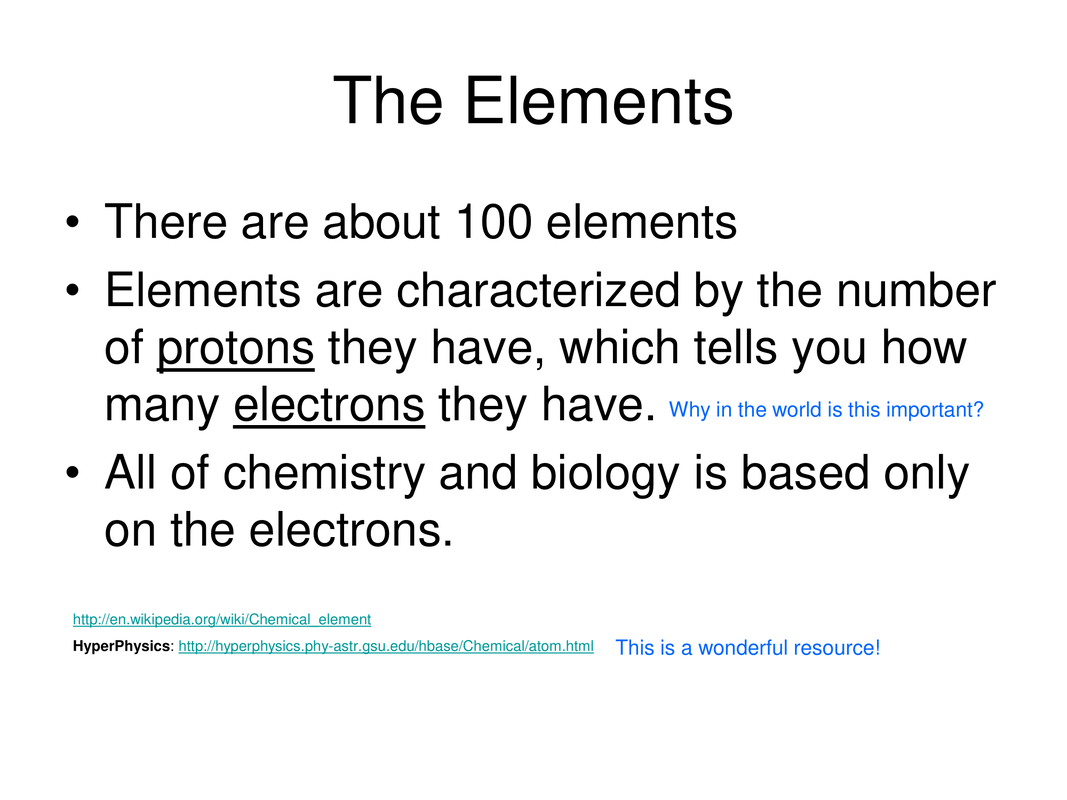 The Elements
• There are about 100 elements
• Elements are characterized by the number
of protons they have, which tells you how
many electrons they have. Why in the world is this important?
• All of chemistry and biology is based only
on the electrons.
http://en.wikipedia.org/wiki/Chemical_element
HyperPhysics: http://hyperphysics.phy-astr.gsu.edu/hbase/Chemical/atom.html This is a wonderful resource!